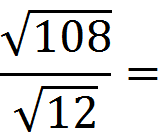 √108/√12 =